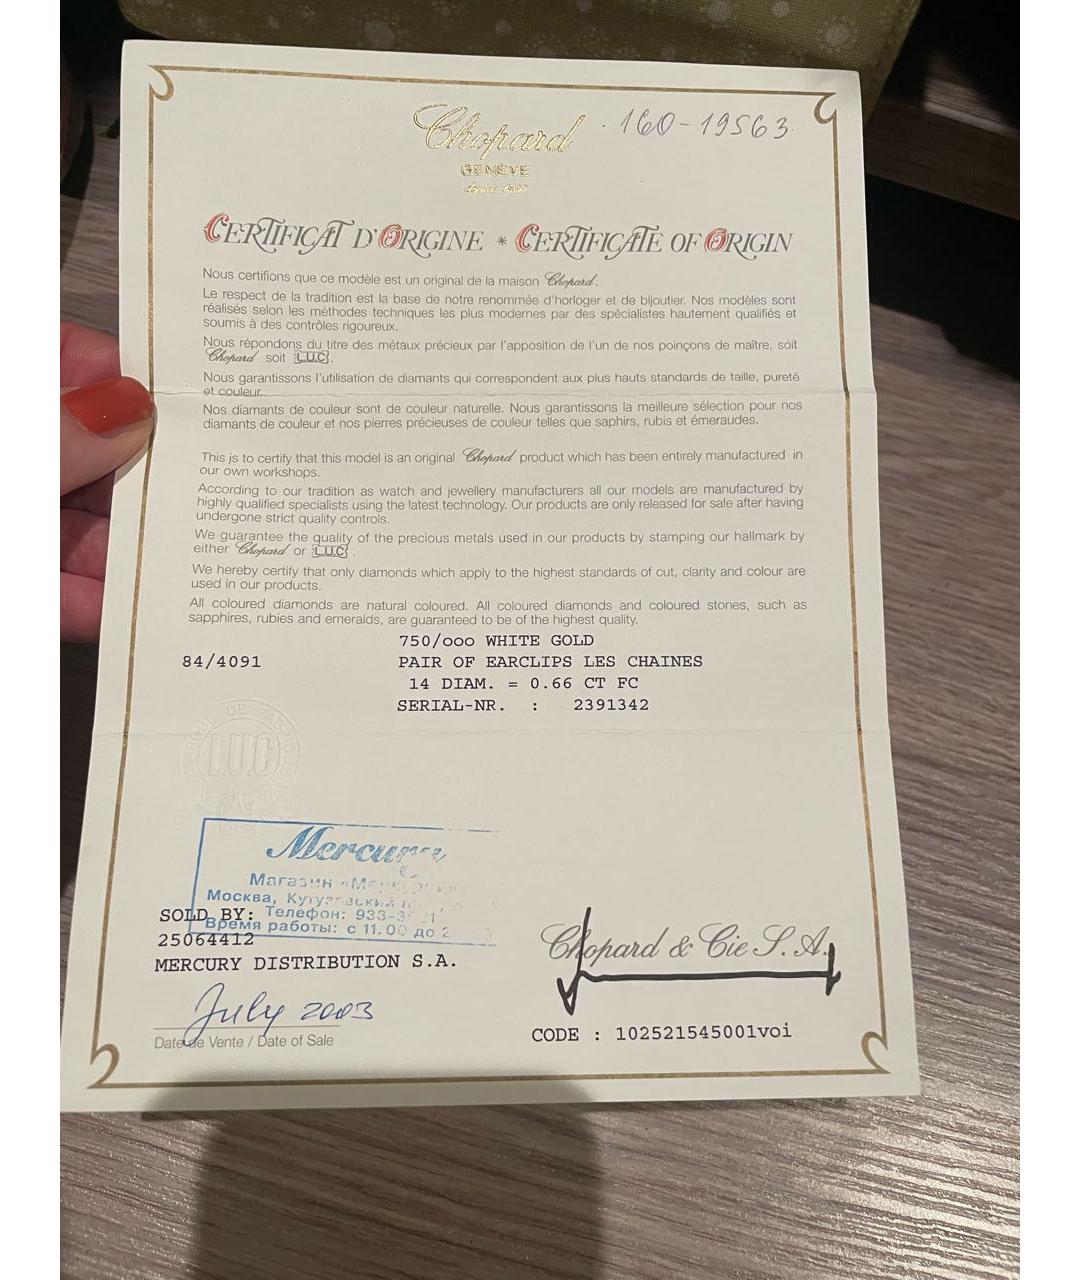 Chopard
160-19563
GENÈVE
CERTIFICAT D'ORIGINE * CERTIFICATE OF ORIGIN
Nous certifions que ce modèle est un original de la maison Chopard.
Le respect de la tradition est la base de notre renommée d'horloger et de bijoutier. Nos modèles sont
réalisés selon les méthodes techniques les plus modernes par des spécialistes hautement qualifiés et
soumis à des contrôles rigoureux.
Nous répondons du titre des métaux précieux par l'apposition de l'un de nos poinçons de maître, soit
Chopard soit L.U.C.
Nous garantissons l'utilisation de diamants qui correspondent aux plus hauts standards de taille, pureté
et couleur.
Nos diamants de couleur sont de couleur naturelle. Nous garantissons la meilleure sélection pour nos
diamants de couleur et nos pierres précieuses de couleur telles que saphirs, rubis et émeraudes.
This is to certify that this model is an original Chopard product which has been entirely manufactured in
our own workshops.
According to our tradition as watch and jewellery manufacturers all our models are manufactured by
highly qualified specialists using the latest technology. Our products are only released for sale after having
undergone strict quality controls.
We guarantee the quality of the precious metals used in our products by stamping our hallmark by
either Chopard or L.U.C.
We hereby certify that only diamonds which apply to the highest standards of cut, clarity and colour are
used in our products.
All coloured diamonds are natural coloured. All coloured diamonds and coloured stones, such as
sapphires, rubies and emeralds, are guaranteed to be of the highest quality.
750/ooo WHITE GOLD
84/4091 PAIR OF EARCLIPS LES CHAINES
14 DIAM. = 0.66 CT FC
SERIAL-NR. : 2391342
L.U.C
Mercury
Магазин
Москва,
SOLD BY: Телефон:
Время работы: с 11.00 до
25064412
MERCURY DISTRIBUTION S.A.
Chopard & Cie S.A.
July 2003
Date de Vente / Date of Sale
CODE : 102521545001voi